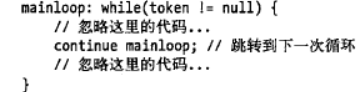 mainloop: while(token != null) {
    // 忽略这里的代码...
    continue mainloop; // 跳转到下一次循环
    // 忽略这里的代码...
}